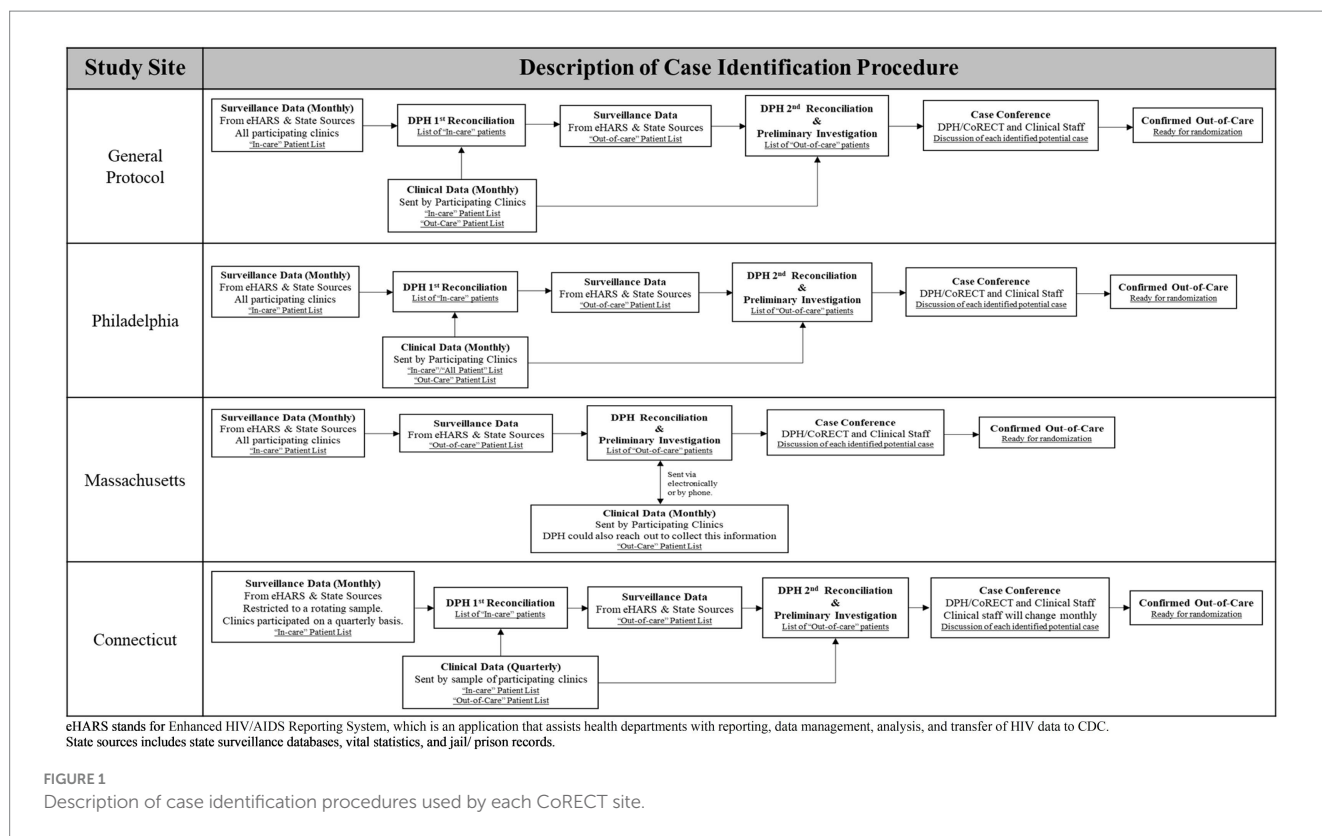 Study Site
Description of Case Identification Procedure
General
Protocol
Surveillance Data (Monthly)
From eHARS & State Sources
All participating clinics
"In-care" Patient List
DPH 1st Reconciliation
List of "In-care" patients
Surveillance Data
From eHARS & State Sources
"Out-of-care" Patient List
DPH 2nd Reconciliation
&
Preliminary Investigation
List of "Out-of-care" patients
Case Conference
DPH/CoRECT and Clinical Staff
Discussion of each identified potential case
Confirmed Out-of-Care
Ready for randomization
Clinical Data (Monthly)
Sent by Participating Clinics
"In-care" Patient List
"Out-Care" Patient List
Philadelphia
Surveillance Data (Monthly)
From eHARS & State Sources
All participating clinics
"In-care" Patient List
DPH 1st Reconciliation
List of "In-care" patients
Surveillance Data
From eHARS & State Sources
"Out-of-care" Patient List
DPH 2nd Reconciliation
&
Preliminary Investigation
List of "Out-of-care" patients
Case Conference
DPH/CoRECT and Clinical Staff
Discussion of each identified potential case
Confirmed Out-of-Care
Ready for randomization
Clinical Data (Monthly)
Sent by Participating Clinics
"In-care"/"All Patient" List
"Out-Care" Patient List
Massachusetts
Surveillance Data (Monthly)
From eHARS & State Sources
All participating clinics
"In-care" Patient List
Surveillance Data
From eHARS & State Sources
"Out-of-care" Patient List
DPH Reconciliation
&
Preliminary Investigation
List of "Out-of-care" patients
Case Conference
DPH/CoRECT and Clinical Staff
Discussion of each identified potential case
Confirmed Out-of-Care
Ready for randomization
Sent via
electronically
or by phone.
Clinical Data (Monthly)
Sent by Participating Clinics
DPH could also reach out to collect this information
"Out-Care" Patient List
Connecticut
Surveillance Data (Monthly)
From eHARS & State Sources
Restricted to a rotating sample.
Clinics participated on a quarterly basis.
"In-care" Patient List
DPH 1st Reconciliation
List of "In-care" patients
Surveillance Data
From eHARS & State Sources
"Out-of-care" Patient List
DPH 2nd Reconciliation
&
Preliminary Investigation
List of "Out-of-care" patients
Case Conference
DPH/CoRECT and Clinical Staff
Clinical staff will change monthly
Discussion of each identified potential case
Confirmed Out-of-Care
Ready for randomization
Clinical Data (Quarterly)
Sent by sample of participating clinics
"In-care" Patient List
"Out-of-Care" Patient List
eHARS stands for Enhanced HIV/AIDS Reporting System, which is an application that assists health departments with reporting, data management, analysis, and transfer of HIV data to CDC.
State sources includes state surveillance databases, vital statistics, and jail/ prison records.
FIGURE 1
Description of case identification procedures used by each CoRECT site.